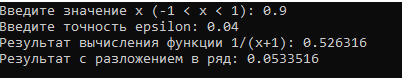 Введите значение x (-1 < x < 1): 0.9
Введите точность epsilon: 0.04
Результат вычисления функции 1/(x+1): 0.526316
Результат с разложением в ряд: 0.0533516